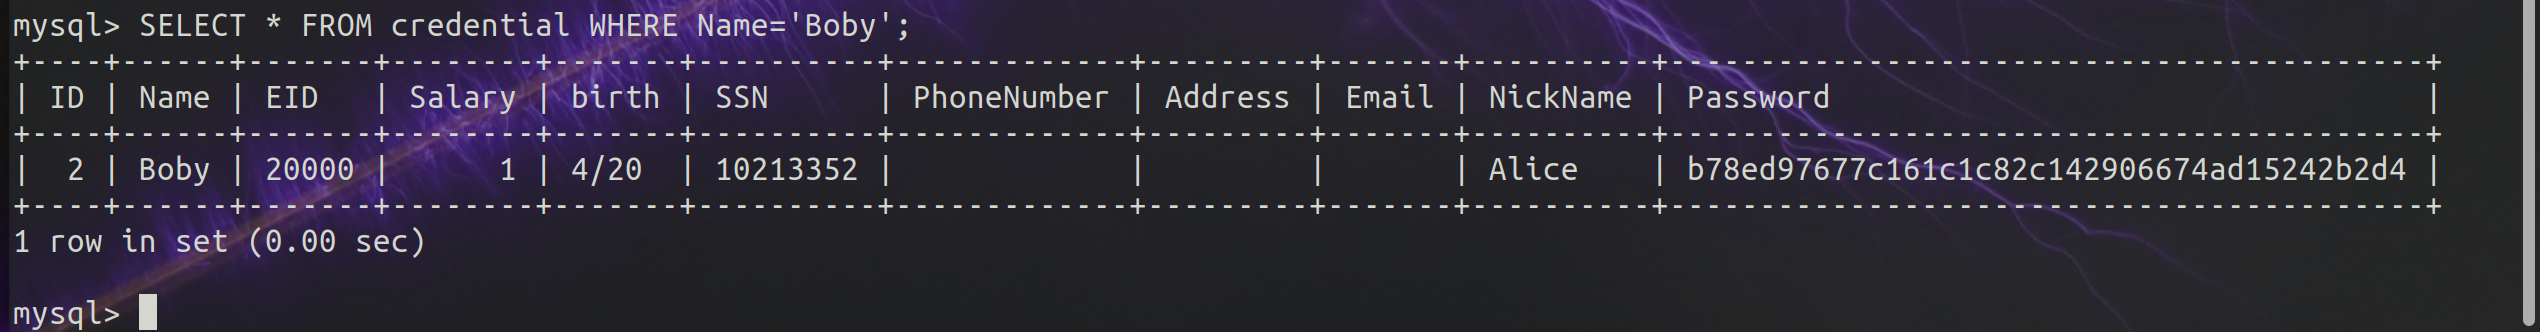 mysql> SELECT * FROM credential WHERE Name='Boby';
+----+------+-------+--------+-------+----------+-------------+---------+-------+----------+------------------------------------------+
| ID | Name | EID   | Salary | birth | SSN      | PhoneNumber | Address | Email | NickName | Password                                 |
+----+------+-------+--------+-------+----------+-------------+---------+-------+----------+------------------------------------------+
|  2 | Boby | 20000 |      1 | 4/20  | 10213352 |             |         |       | Alice    | b78ed97677c161c1c82c142906674ad15242b2d4 |
+----+------+-------+--------+-------+----------+-------------+---------+-------+----------+------------------------------------------+
1 row in set (0.00 sec)
mysql>